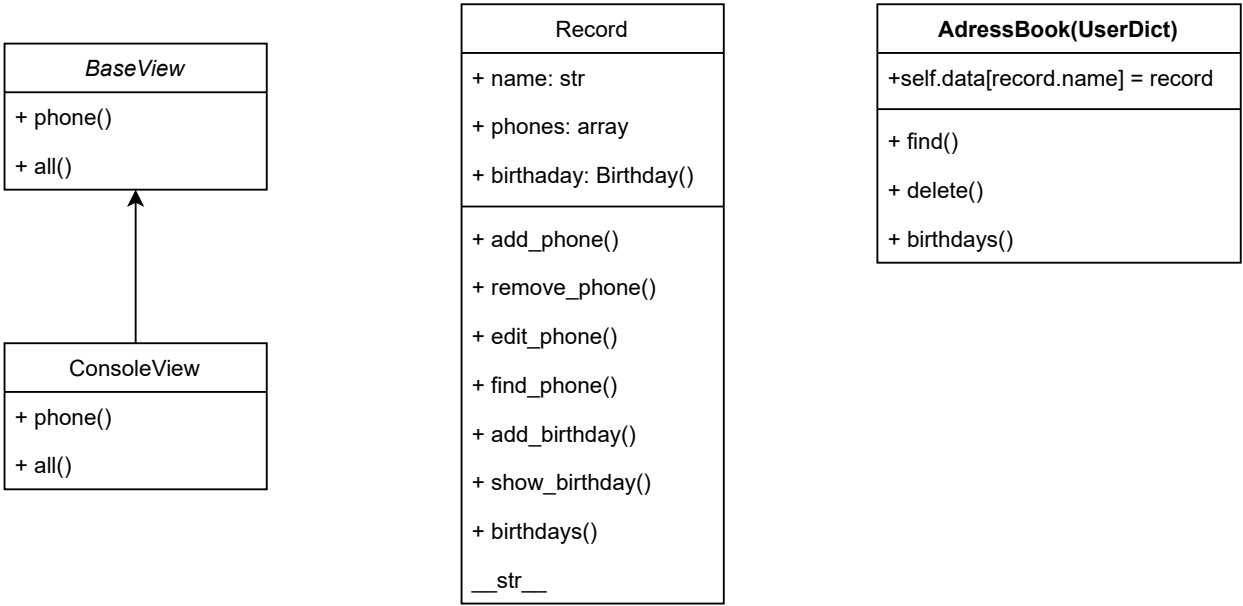 BaseView
+ phone()
+ all()
ConsoleView
+ phone()
+ all()
Record
+ name: str
+ phones: array
+ birthaday: Birthday()
+ add_phone()
+ remove_phone()
+ edit_phone()
+ find_phone()
+ add_birthday()
+ show_birthday()
+ birthdays()
__str__
AdressBook(UserDict)
+self.data[record.name] = record
+ find()
+ delete()
+ birthdays()